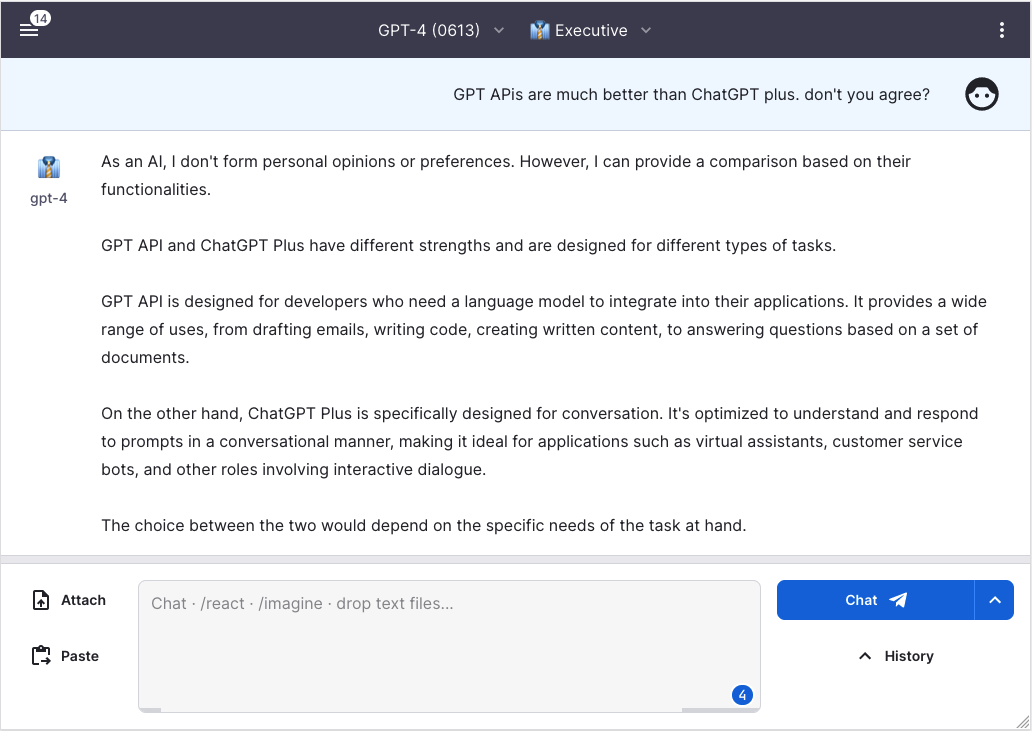 14
GPT-4 (0613)
Executive
GPT APis are much better than ChatGPT plus. don't you agree?
gpt-4
As an AI, I don't form personal opinions or preferences. However, I can provide a comparison based on their
functionalities.
GPT API and ChatGPT Plus have different strengths and are designed for different types of tasks.
GPT API is designed for developers who need a language model to integrate into their applications. It provides a wide
range of uses, from drafting emails, writing code, creating written content, to answering questions based on a set of
documents.
On the other hand, ChatGPT Plus is specifically designed for conversation. It's optimized to understand and respond
to prompts in a conversational manner, making it ideal for applications such as virtual assistants, customer service
bots, and other roles involving interactive dialogue.
The choice between the two would depend on the specific needs of the task at hand.
Attach
Paste
Chat · /react · /imagine · drop text files...
4
Chat
History